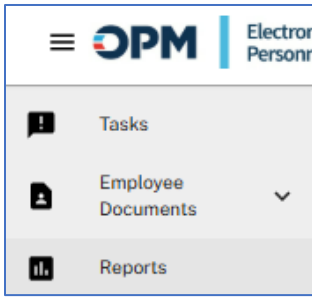 OPM
Electron
Personn
Tasks
Employee
Documents
Reports